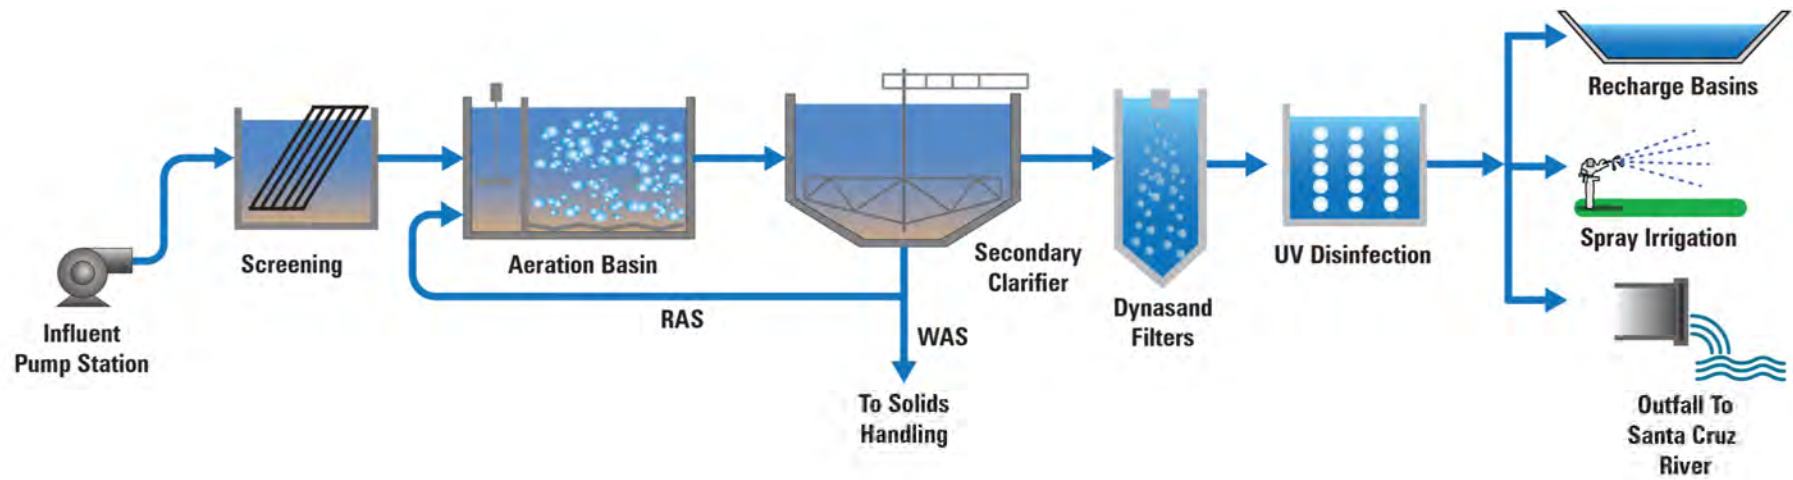 Influent
Pump Station
Screening
Aeration Basin
RAS
WAS
To Solids
Handling
Secondary
Clarifier
Dynasand
Filters
UV Disinfection
Recharge Basins
Spray Irrigation
Outfall To
Santa Cruz
River